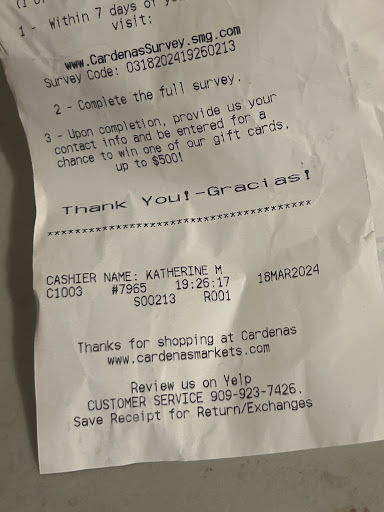 1 - Within 7 days of
visit:
www.CardenasSurvey.smg.com
Survey Code: 0318202419260213
2 - Complete the full survey.
3 - Upon completion, provide us your
contact info and be entered for a
chance to win one of our gift cards,
up to $500!
Thank You!-Gracias!
****************************************
CASHIER NAME: KATHERINE M
C1003 #7965 19:26:17 18MAR2024
S00213 R001
Thanks for shopping at Cardenas
www.cardenasmarkets.com
Review us on Yelp
CUSTOMER SERVICE 909-923-7426.
Save Receipt for Return/Exchanges